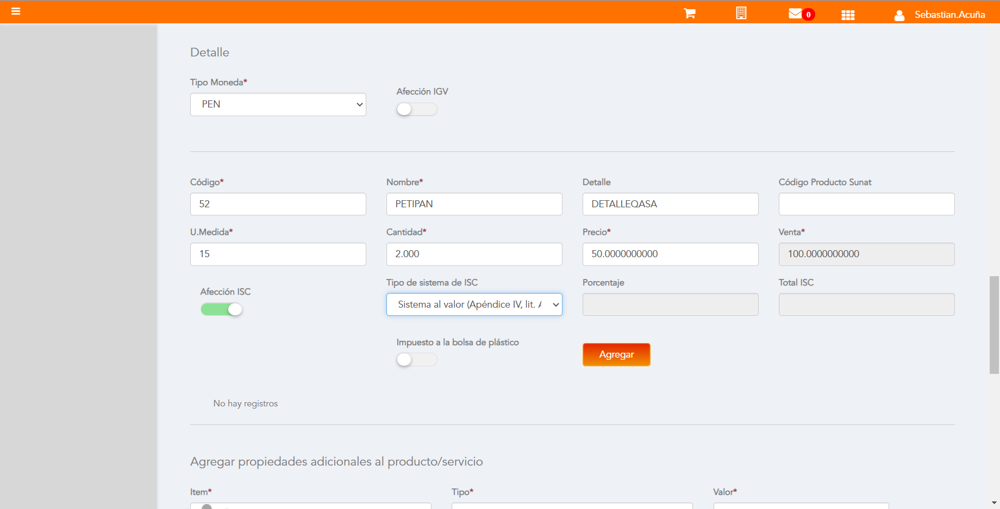 0 Sebastian.Acuña
Detalle
Tipo Moneda*
Afección IGV
PEN
Código* Nombre* Detalle Código Producto Sunat
52 PETIPAN DETALLEQASA
U.Medida* Cantidad* Precio* Venta*
15 2.000 50.0000000000 100.0000000000
Afección ISC Tipo de sistema de ISC Porcentaje Total ISC
Sistema al valor (Apéndice IV, lit.
Impuesto a la bolsa de plástico
Agregar
No hay registros
Agregar propiedades adicionales al producto/servicio
Item* Tipo* Valor*